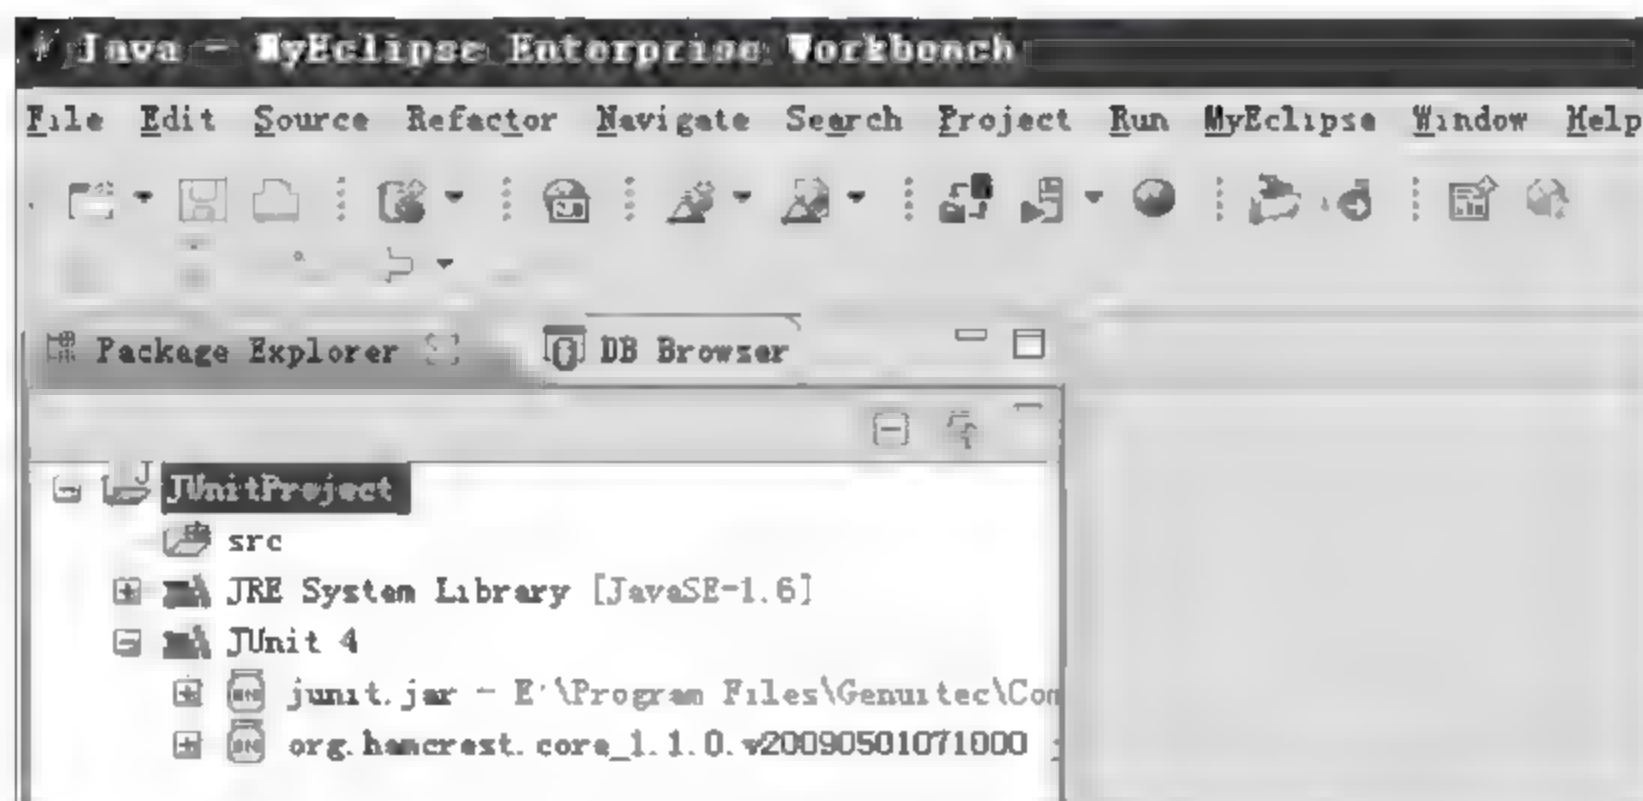 Java - MyEclipse Enterprise Workbench
File Edit Source Refactor Navigate Search Project Run MyEclipse Window Help
Package Explorer DB Browser
JUnitProject
src
JRE System Library [JavaSE-1.6]
JUnit 4
junit.jar - E:\Program Files\Genuitec\Com
org.hamcrest.core_1.1.0.v20090501071000